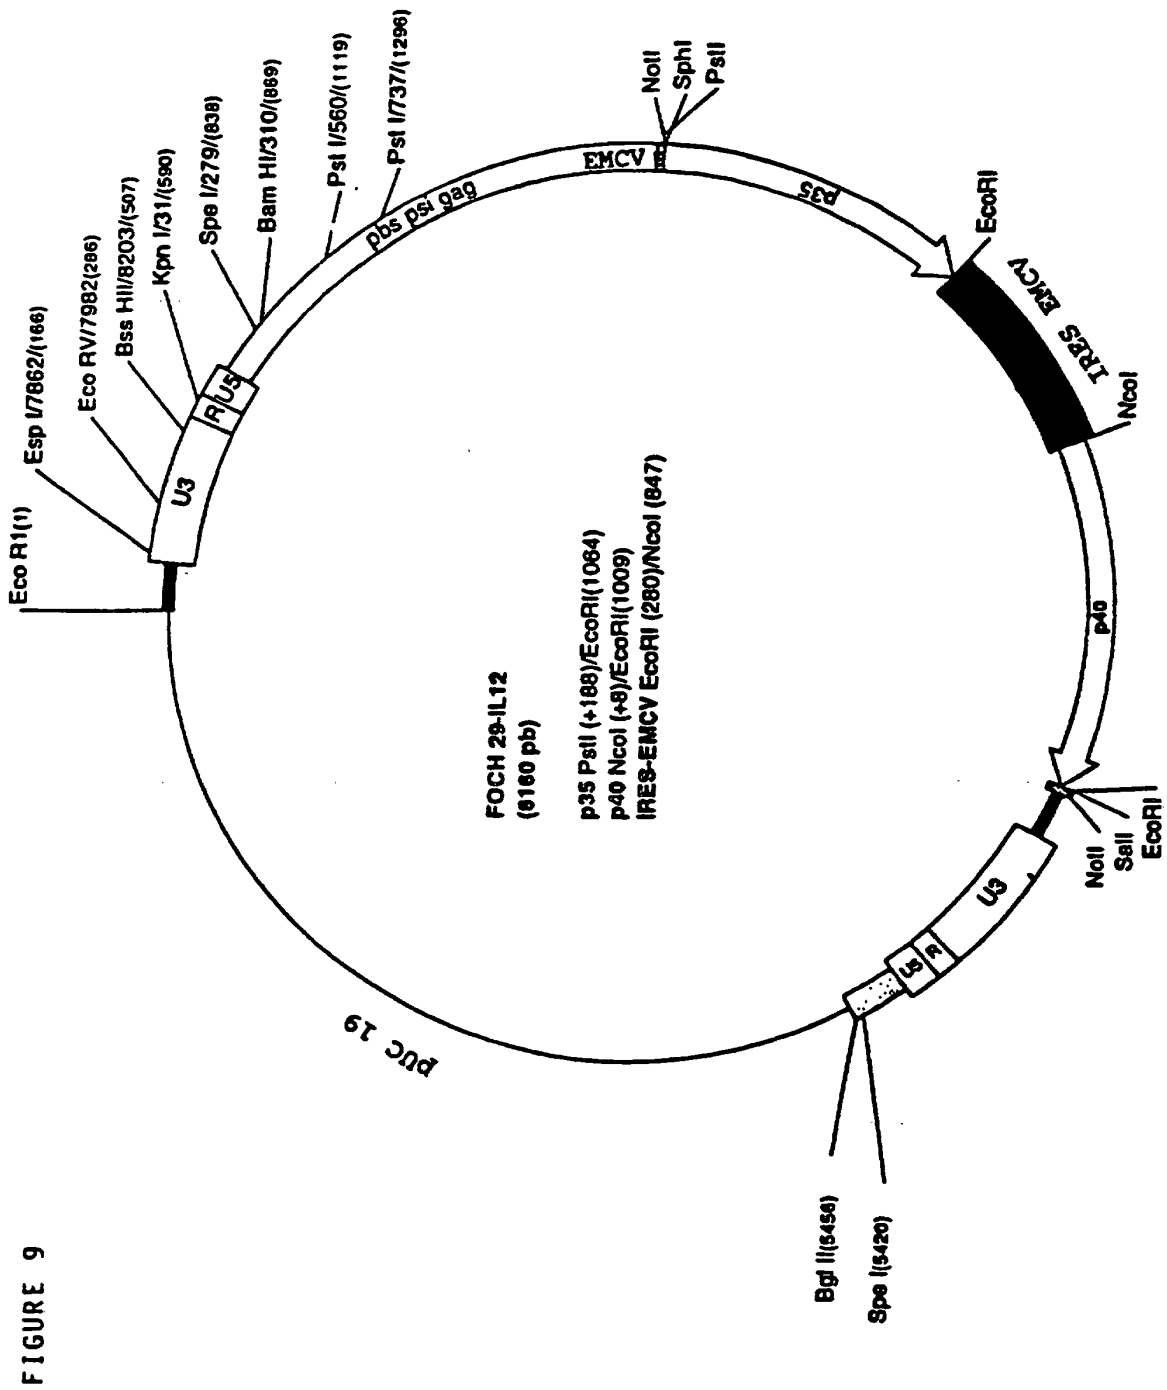 FIGURE 9
Eco R1(1)
Esp I/7862/(166)
Eco RV/7982(286)
Bss HII/8203/(507)
Kpn I/31/(590)
Spe I/279/(838)
Bam HI/310/(869)
Pst I/560/(1119)
Pst I/737/(1296)
U3
R
U5
pbs psi gag
EMCV
NotI
SphI
PstI
p35
EcoRI
IRES EMCV
NcoI
p40
NotI
SalI
EcoRI
U3
R
U5
Bgl II(5456)
Spe I(5420)
pUC 19
FOCH 29-IL12
p35 PstI (+188)/EcoRI(1064)
p40 NcoI (+8)/EcoRI(1009)
IRES-EMCV EcoRI (280)/NcoI (847)